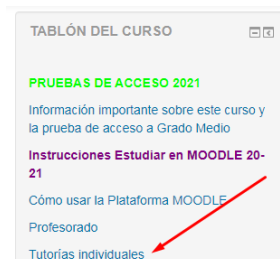 TABLÓN DEL CURSO
PRUEBAS DE ACCESO 2021
Información importante sobre este curso y
la prueba de acceso a Grado Medio
Instrucciones Estudiar en MOODLE 20-
21
Cómo usar la Plataforma MOODLE
Profesorado
Tutorías individuales